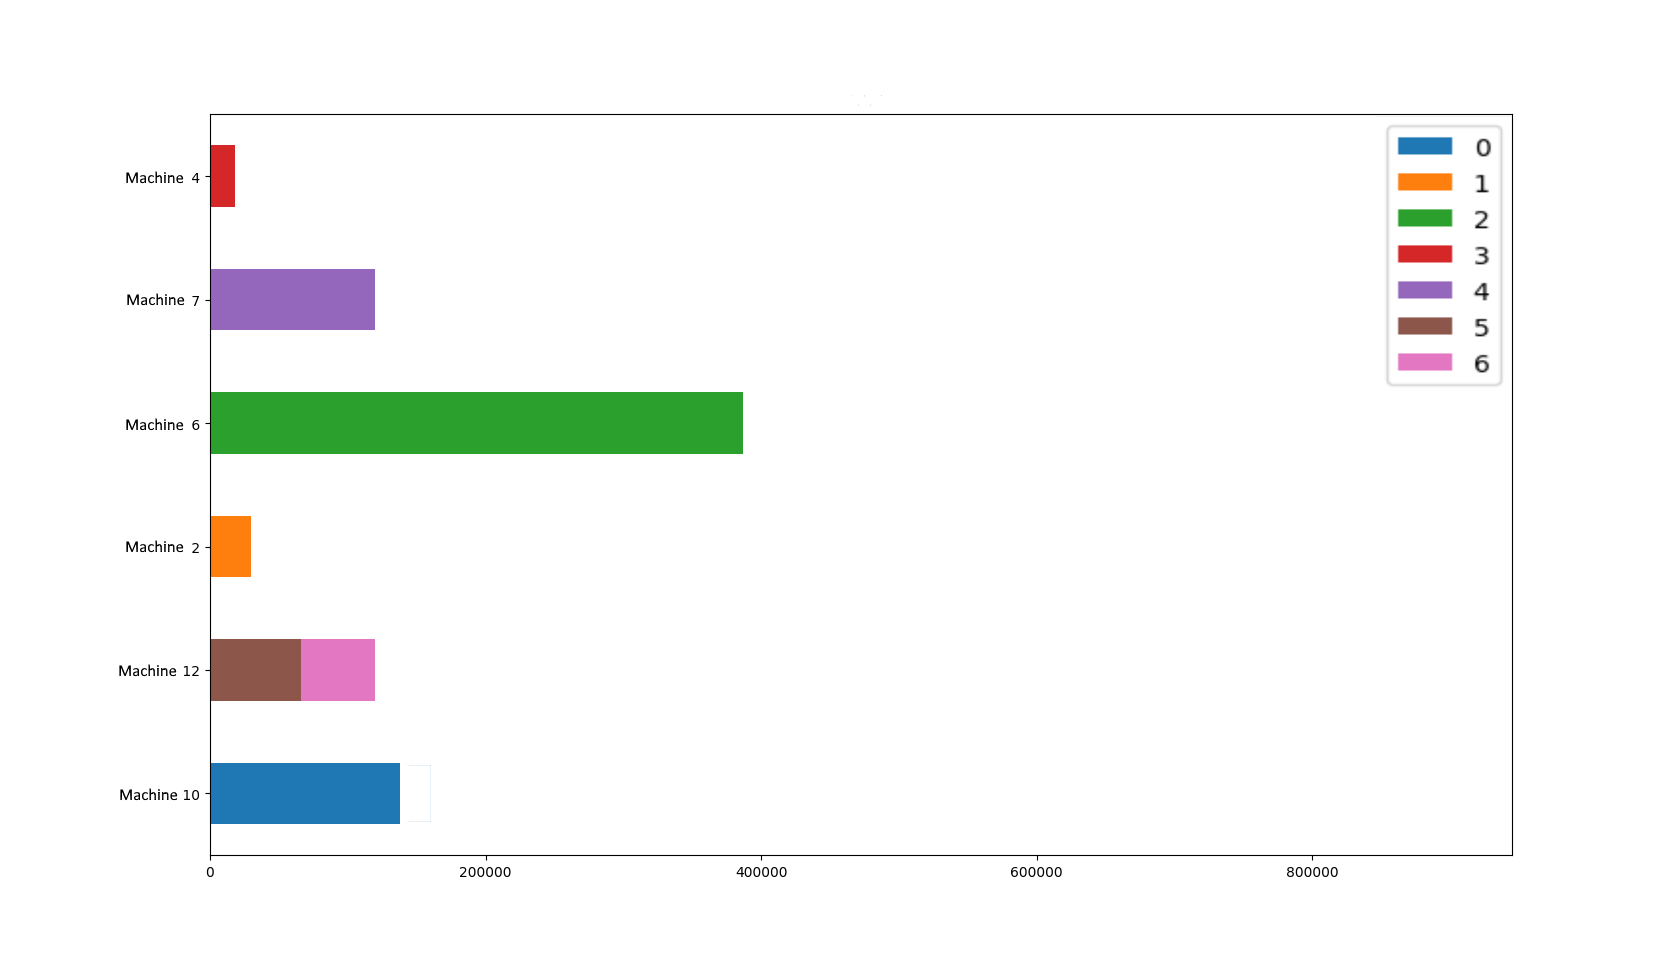 Machine 4
Machine 7
Machine 6
Machine 2
Machine 12
Machine 10
0 200000 400000 600000 800000
0
1
2
3
4
5
6